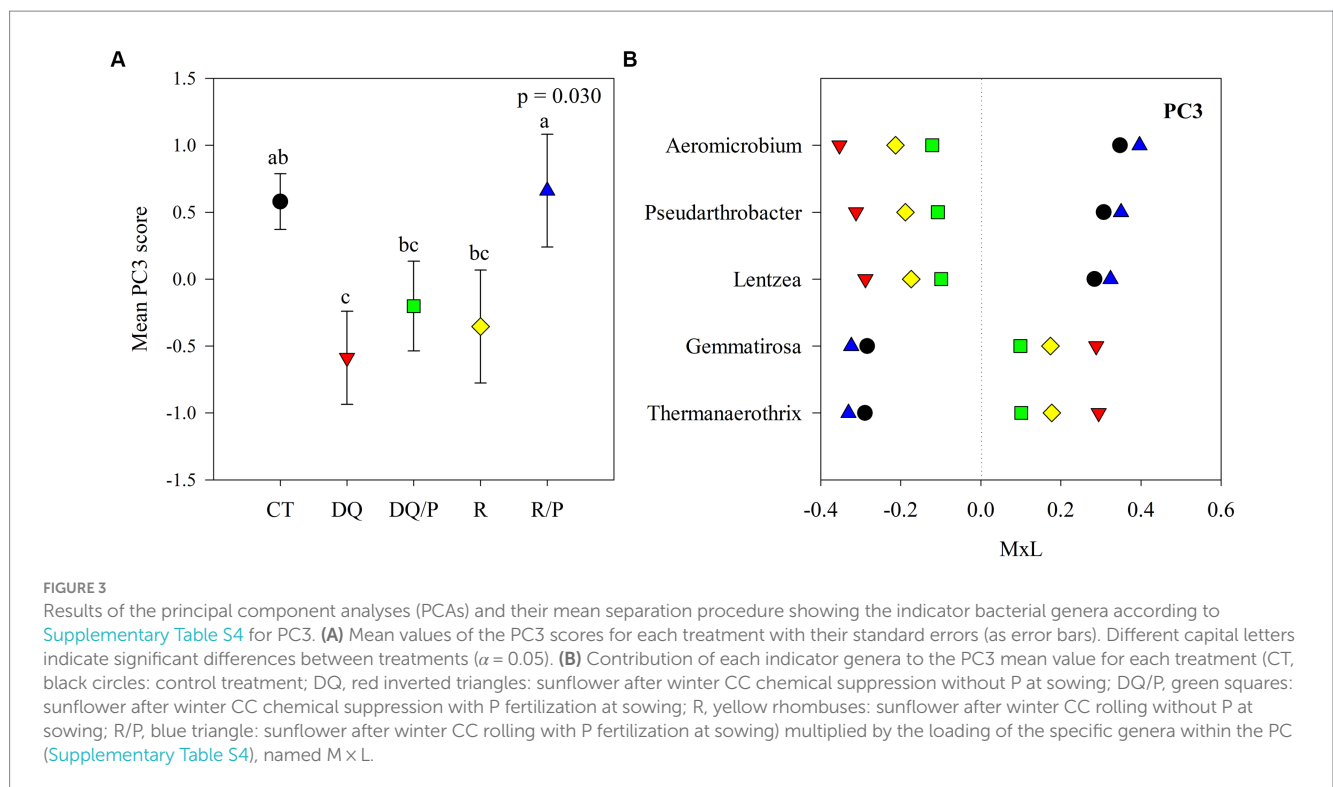 A
1.5
1.0
0.5
0.0
-0.5
-1.0
-1.5
Mean PC3 score
p = 0.030
ab
c
bc
bc
a
CT DQ DQ/P R R/P
B
PC3
Aeromicrobium
Pseudarthrobacter
Lentzea
Gemmatirosa
Thermanaerothrix
-0.4 -0.2 0.0 0.2 0.4 0.6
MxL
FIGURE 3
Results of the principal component analyses (PCAs) and their mean separation procedure showing the indicator bacterial genera according to
Supplementary Table S4 for PC3. (A) Mean values of the PC3 scores for each treatment with their standard errors (as error bars). Different capital letters
indicate significant differences between treatments (α = 0.05). (B) Contribution of each indicator genera to the PC3 mean value for each treatment (CT,
black circles: control treatment; DQ, red inverted triangles: sunflower after winter CC chemical suppression without P at sowing; DQ/P, green squares:
sunflower after winter CC chemical suppression with P fertilization at sowing; R, yellow rhombuses: sunflower after winter CC rolling without P at
sowing; R/P, blue triangle: sunflower after winter CC rolling with P fertilization at sowing) multiplied by the loading of the specific genera within the PC
(Supplementary Table S4), named M × L.